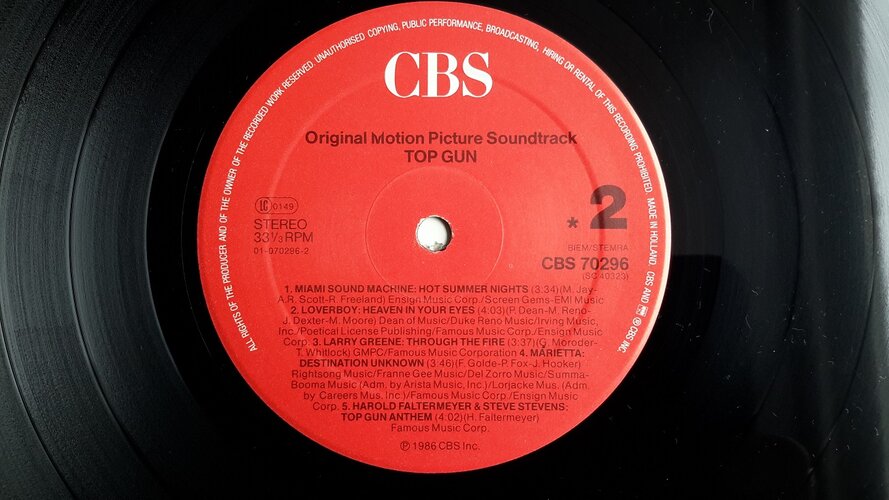 ALL RIGHTS OF THE PRODUCER AND OF THE OWNER OF THE RECORDED WORK RESERVED. UNAUTHORISED COPYING, PUBLIC PERFORMANCE, BROADCASTING, HIRING OR RENTAL OF THIS RECORDING PROHIBITED. MADE IN HOLLAND. CBS AND ℗ CBS INC.
CBS
Original Motion Picture Soundtrack
TOP GUN
LC 0149
STEREO
33⅓ RPM
01-070296-2
* 2
BIEM/STEMRA
CBS 70296
(SC 40323)
1. MIAMI SOUND MACHINE: HOT SUMMER NIGHTS (3:34)(M. Jay-
A.R. Scott-R. Freeland) Ensign Music Corp./Screen Gems-EMI Music
2. LOVERBOY: HEAVEN IN YOUR EYES (4:03)(P. Dean-M. Reno-
J. Dexter-M. Moore) Dean of Music/Duke Reno Music/Irving Music,
Inc./Poetical License Publishing/Famous Music Corp./Ensign Music
Corp. 3. LARRY GREENE: THROUGH THE FIRE (3:37)(G. Moroder-
T. Whitlock) GMPC/Famous Music Corporation 4. MARIETTA:
DESTINATION UNKNOWN (3:46)(F. Golde-P. Fox-J. Hooker)
Rightsong Music/Franne Gee Music/Del Zorro Music/Summa-
Booma Music (Adm. by Arista Music, Inc.)/Lorjacke Mus. (Adm.
by Careers Mus. Inc.)/Famous Music Corp./Ensign Music
Corp. 5. HAROLD FALTERMEYER & STEVE STEVENS:
TOP GUN ANTHEM (4:02)(H. Faltermeyer)
Famous Music Corp.
℗ 1986 CBS Inc.